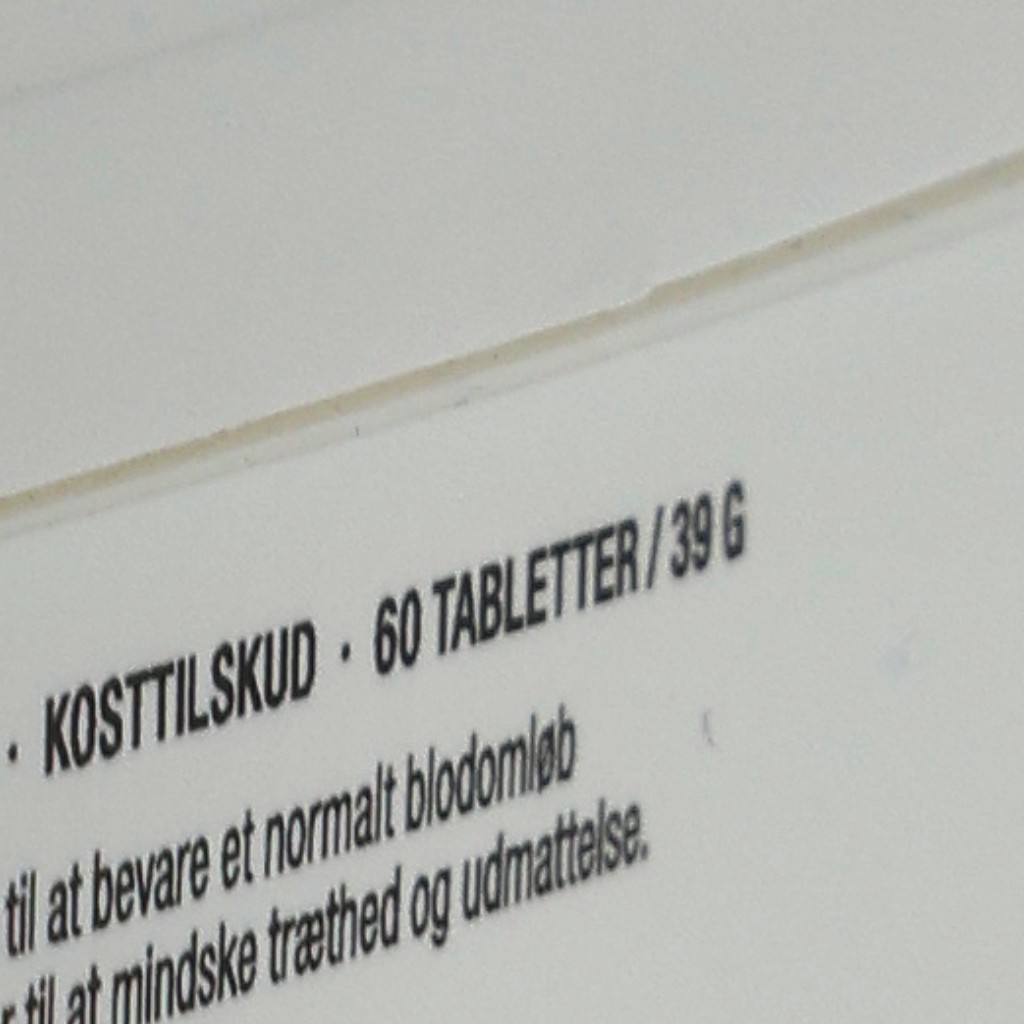 · KOSTTILSKUD · 60 TABLETTER / 39 G
til at bevare et normalt blodomløb
til at mindske træthed og udmattelse.